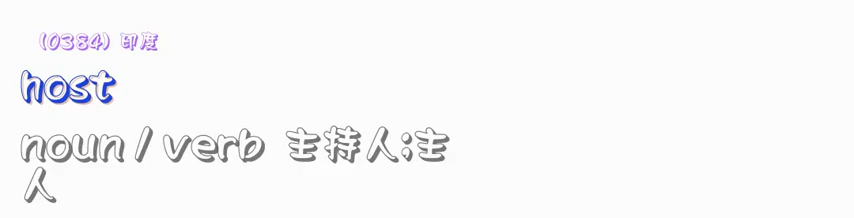 (0384) 印度
host
noun / verb 主持人;主
人